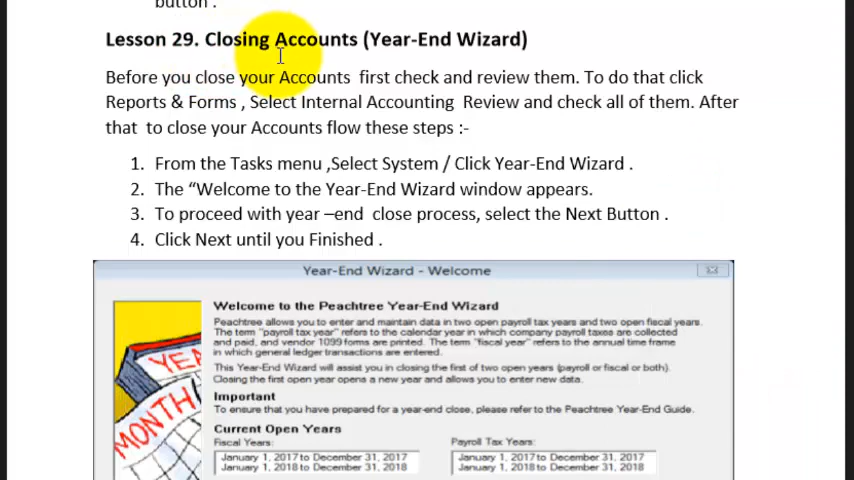 button .
Lesson 29. Closing Accounts (Year-End Wizard)
Before you close your Accounts  first check and review them. To do that click
Reports & Forms , Select Internal Accounting  Review and check all of them. After
that  to close your Accounts flow these steps :-
1. From the Tasks menu ,Select System / Click Year-End Wizard .
2. The “Welcome to the Year-End Wizard window appears.
3. To proceed with year –end  close process, select the Next Button .
4. Click Next until you Finished .
Year-End Wizard - Welcome
Welcome to the Peachtree Year-End Wizard
Peachtree allows you to enter and maintain data in two open payroll tax years and two open fiscal years.
The term "payroll tax year" refers to the calendar year in which company payroll taxes are collected
and paid, and vendor 1099 forms are printed. The term "fiscal year" refers to the annual time frame
in which general ledger transactions are entered.
This Year-End Wizard will assist you in closing the first of two open years (payroll or fiscal or both).
Closing the first open year opens a new year and allows you to enter new data.
Important
To ensure that you have prepared for a year-end close, please refer to the Peachtree Year-End Guide.
Current Open Years
Fiscal Years: Payroll Tax Years:
January 1, 2017 to December 31, 2017 January 1, 2017 to December 31, 2017
January 1, 2018 to December 31, 2018 January 1, 2018 to December 31, 2018
YEA
MONTH